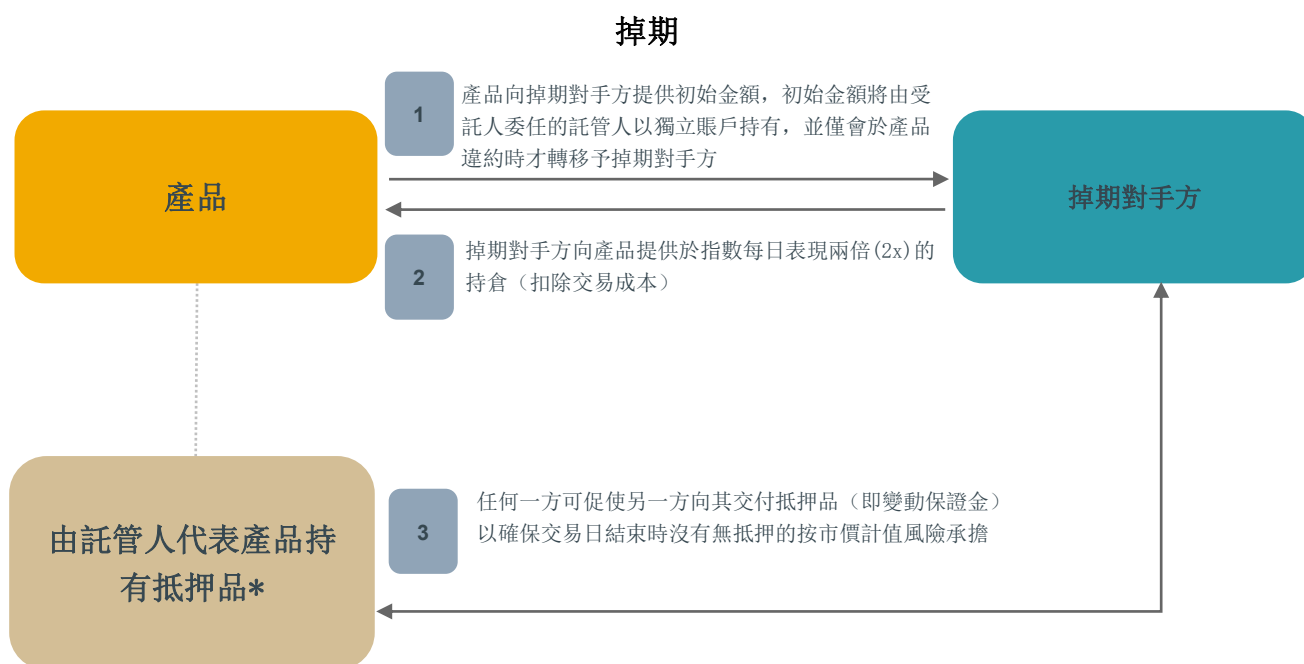 掉期
1
產品向掉期對手方提供初始金額，初始金額將由受
託人委任的託管人以獨立賬戶持有，並僅會於產品
違約時才轉移予掉期對手方
產品
掉期對手方
2
掉期對手方向產品提供於指數每日表現兩倍(2x)的
持倉（扣除交易成本）
3
任何一方可促使另一方向其交付抵押品（即變動保證金）
以確保交易日結束時沒有無抵押的按市價計值風險承擔
由託管人代表產品持
有抵押品*